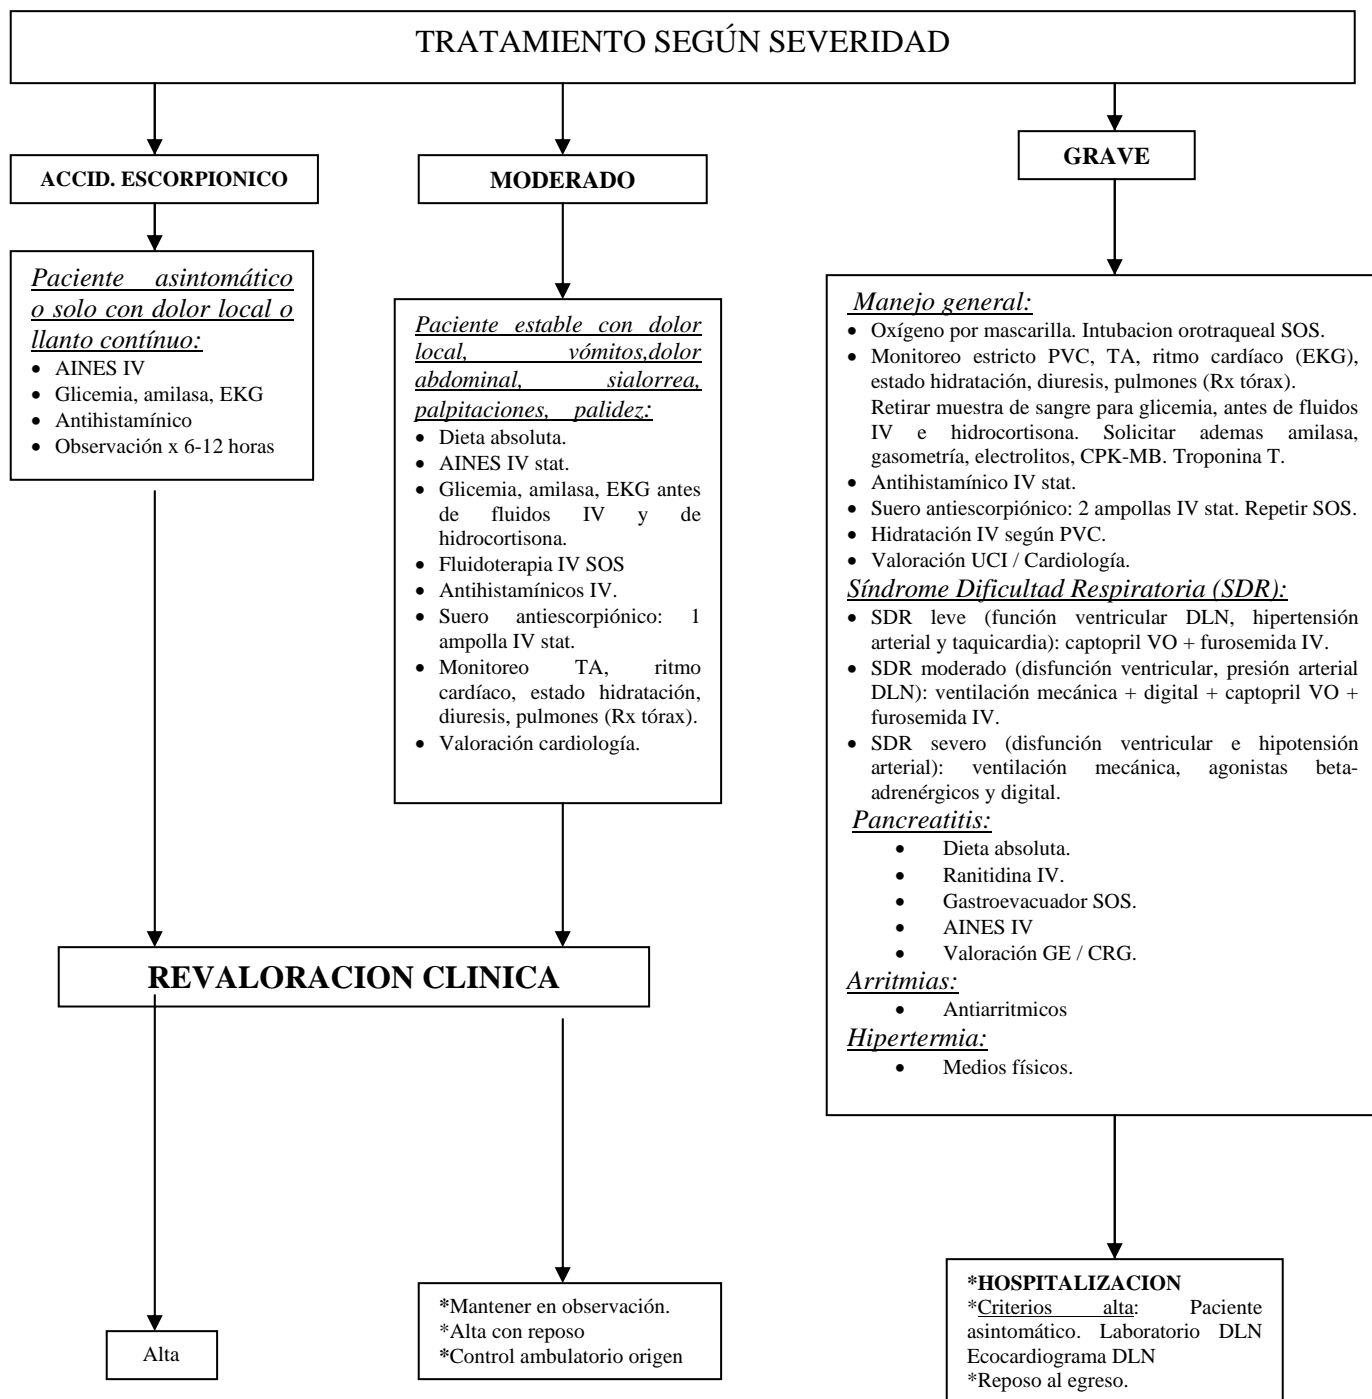 TRATAMIENTO SEGÚN SEVERIDAD
ACCID. ESCORPIONICO
Paciente asintomático
o solo con dolor local o
llanto contínuo:
• AINES IV
• Glicemia, amilasa, EKG
• Antihistamínico
• Observación x 6-12 horas
MODERADO
Paciente estable con dolor
local, vómitos,dolor
abdominal, sialorrea,
palpitaciones, palidez:
• Dieta absoluta.
• AINES IV stat.
• Glicemia, amilasa, EKG antes
de fluidos IV y de
hidrocortisona.
• Fluidoterapia IV SOS
• Antihistamínicos IV.
• Suero antiescorpiónico: 1
ampolla IV stat.
• Monitoreo TA, ritmo
cardíaco, estado hidratación,
diuresis, pulmones (Rx tórax).
• Valoración cardiología.
GRAVE
Manejo general:
• Oxígeno por mascarilla. Intubacion orotraqueal SOS.
• Monitoreo estricto PVC, TA, ritmo cardíaco (EKG),
estado hidratación, diuresis, pulmones (Rx tórax).
Retirar muestra de sangre para glicemia, antes de fluidos
IV e hidrocortisona. Solicitar ademas amilasa,
gasometría, electrolitos, CPK-MB. Troponina T.
• Antihistamínico IV stat.
• Suero antiescorpiónico: 2 ampollas IV stat. Repetir SOS.
• Hidratación IV según PVC.
• Valoración UCI / Cardiología.
Síndrome Dificultad Respiratoria (SDR):
• SDR leve (función ventricular DLN, hipertensión
arterial y taquicardia): captopril VO + furosemida IV.
• SDR moderado (disfunción ventricular, presión arterial
DLN): ventilación mecánica + digital + captopril VO +
furosemida IV.
• SDR severo (disfunción ventricular e hipotensión
arterial): ventilación mecánica, agonistas beta-
adrenérgicos y digital.
Pancreatitis:
• Dieta absoluta.
• Ranitidina IV.
• Gastroevacuador SOS.
• AINES IV
• Valoración GE / CRG.
Arritmias:
• Antiarritmicos
Hipertermia:
• Medios físicos.
REVALORACION CLINICA
Alta
*Mantener en observación.
*Alta con reposo
*Control ambulatorio origen
*HOSPITALIZACION
*Criterios alta: Paciente
asintomático. Laboratorio DLN
Ecocardiograma DLN
*Reposo al egreso.